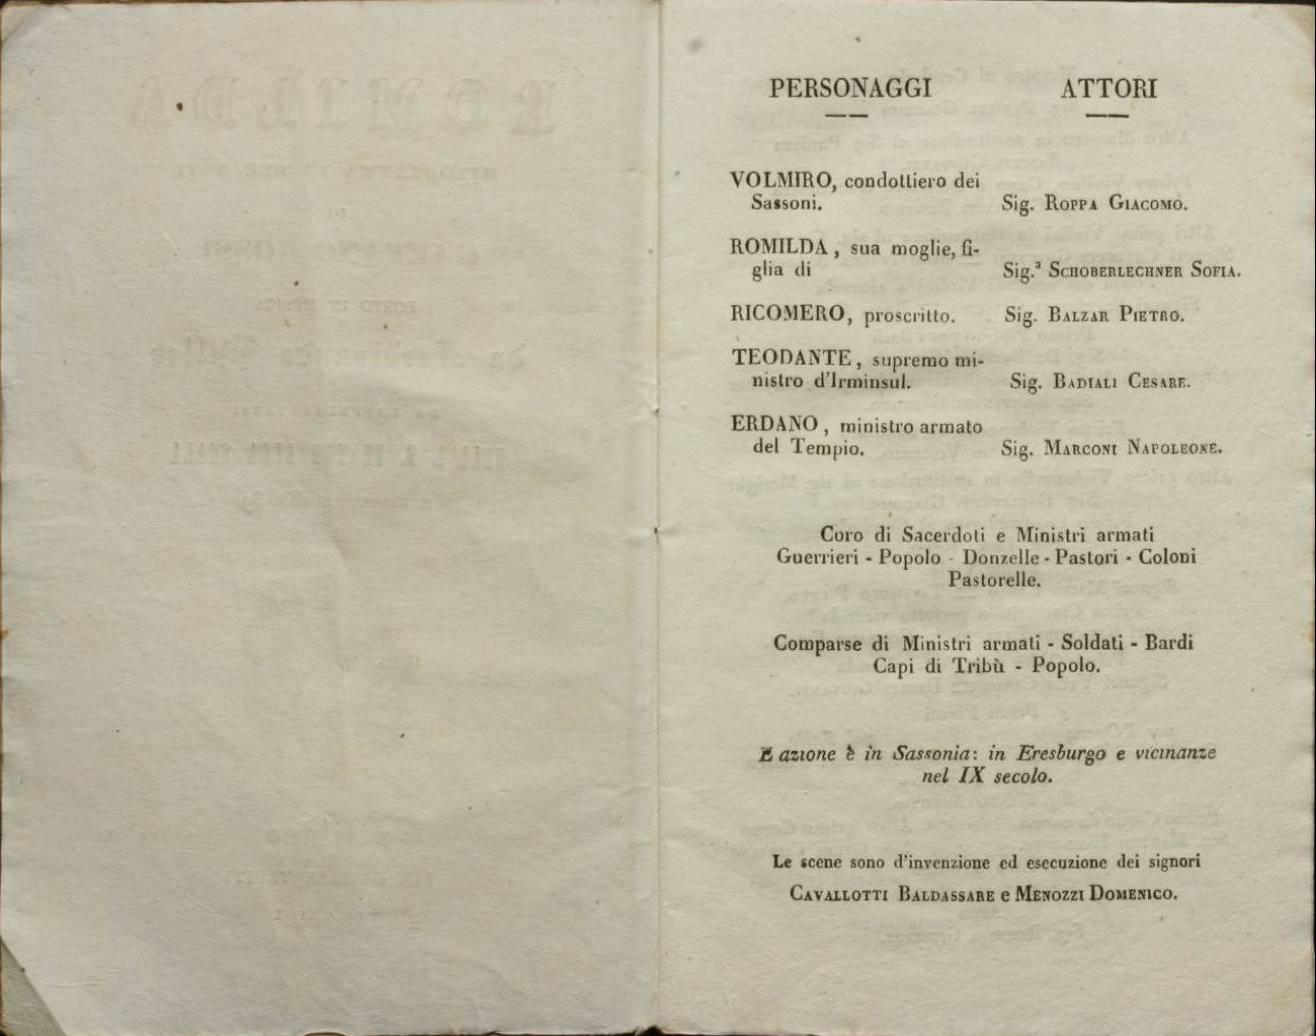 PERSONAGGI ATTORI
VOLMIRO, condottiero dei
Sassoni. Sig. ROPPA GIACOMO.
ROMILDA, sua moglie, fi-
glia di Sig.ª SCHOBERLECHNER SOFIA.
RICOMERO, proscritto. Sig. BALZAR PIETRO.
TEODANTE, supremo mi-
nistro d'Irminsul. Sig. BADIALI CESARE.
ERDANO, ministro armato
del Tempio. Sig. MARCONI NAPOLEONE.
Coro di Sacerdoti e Ministri armati
Guerrieri - Popolo - Donzelle - Pastori - Coloni
Pastorelle.
Comparse di Ministri armati - Soldati - Bardi
Capi di Tribù - Popolo.
L'azione è in Sassonia: in Eresburgo e vicinanze
nel IX secolo.
Le scene sono d'invenzione ed esecuzione dei signori
CAVALLOTTI BALDASSARE e MENOZZI DOMENICO.